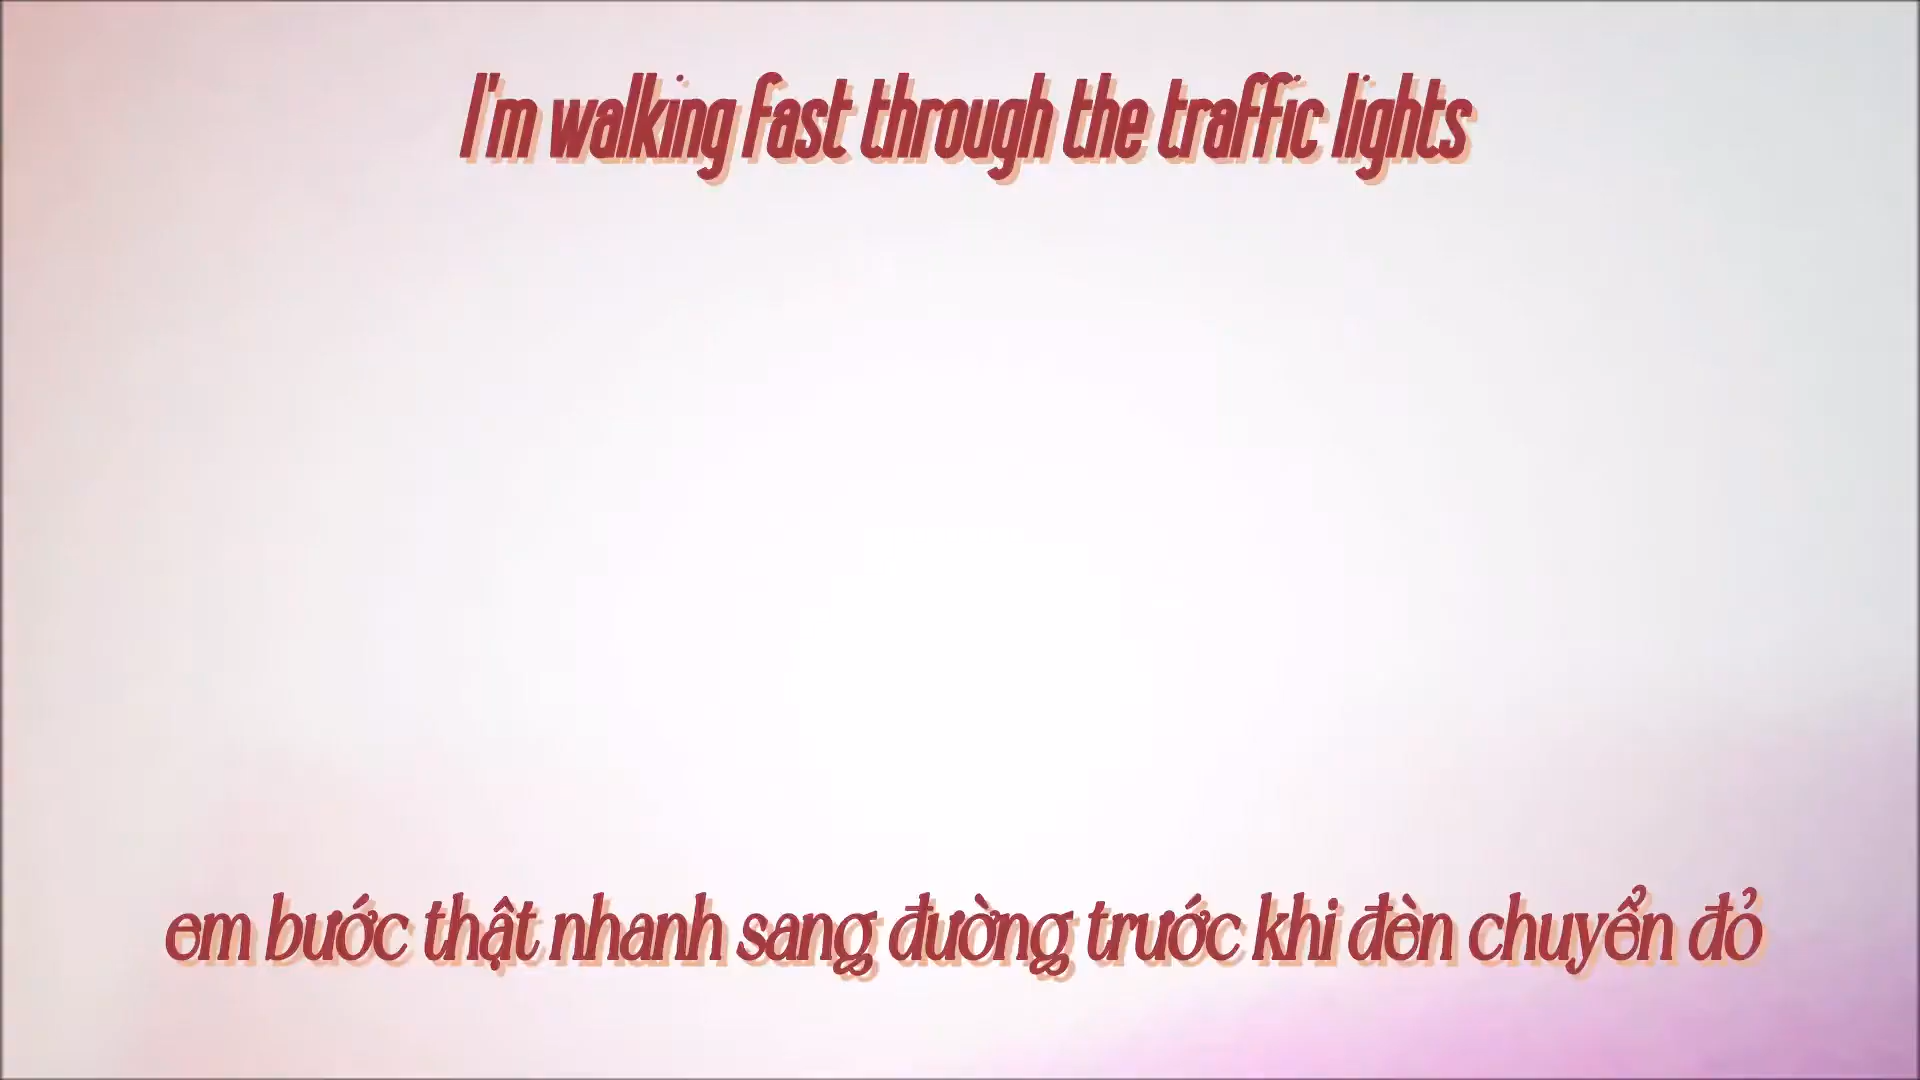 I'm walking fast through the traffic lights
em bước thật nhanh sang đường trước khi đèn chuyển đỏ